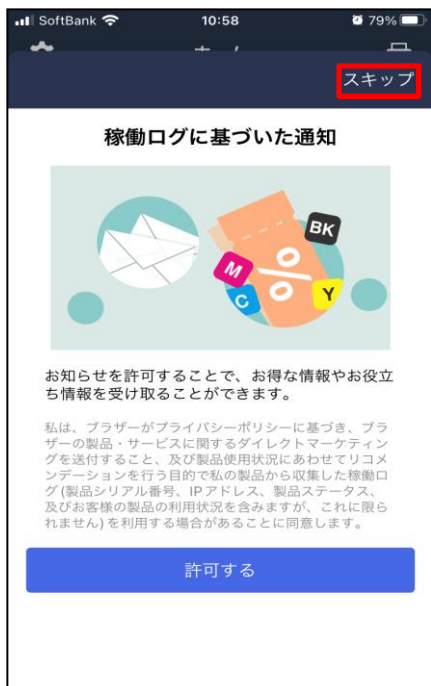 SoftBank 10:58 79%
スキップ
稼働ログに基づいた通知
BK
M
C
Y
%
お知らせを許可することで、お得な情報やお役立
ち情報を受け取ることができます。
私は、ブラザーがプライバシーポリシーに基づき、ブラ
ザーの製品・サービスに関するダイレクトマーケティン
グを送付すること、及び製品使用状況にあわせてリコメ
ンデーションを行う目的で私の製品から収集した稼働ロ
グ(製品シリアル番号、IPアドレス、製品ステータス、
及びお客様の製品の利用状況を含みますが、これに限ら
れません)を利用する場合があることに同意します。
許可する